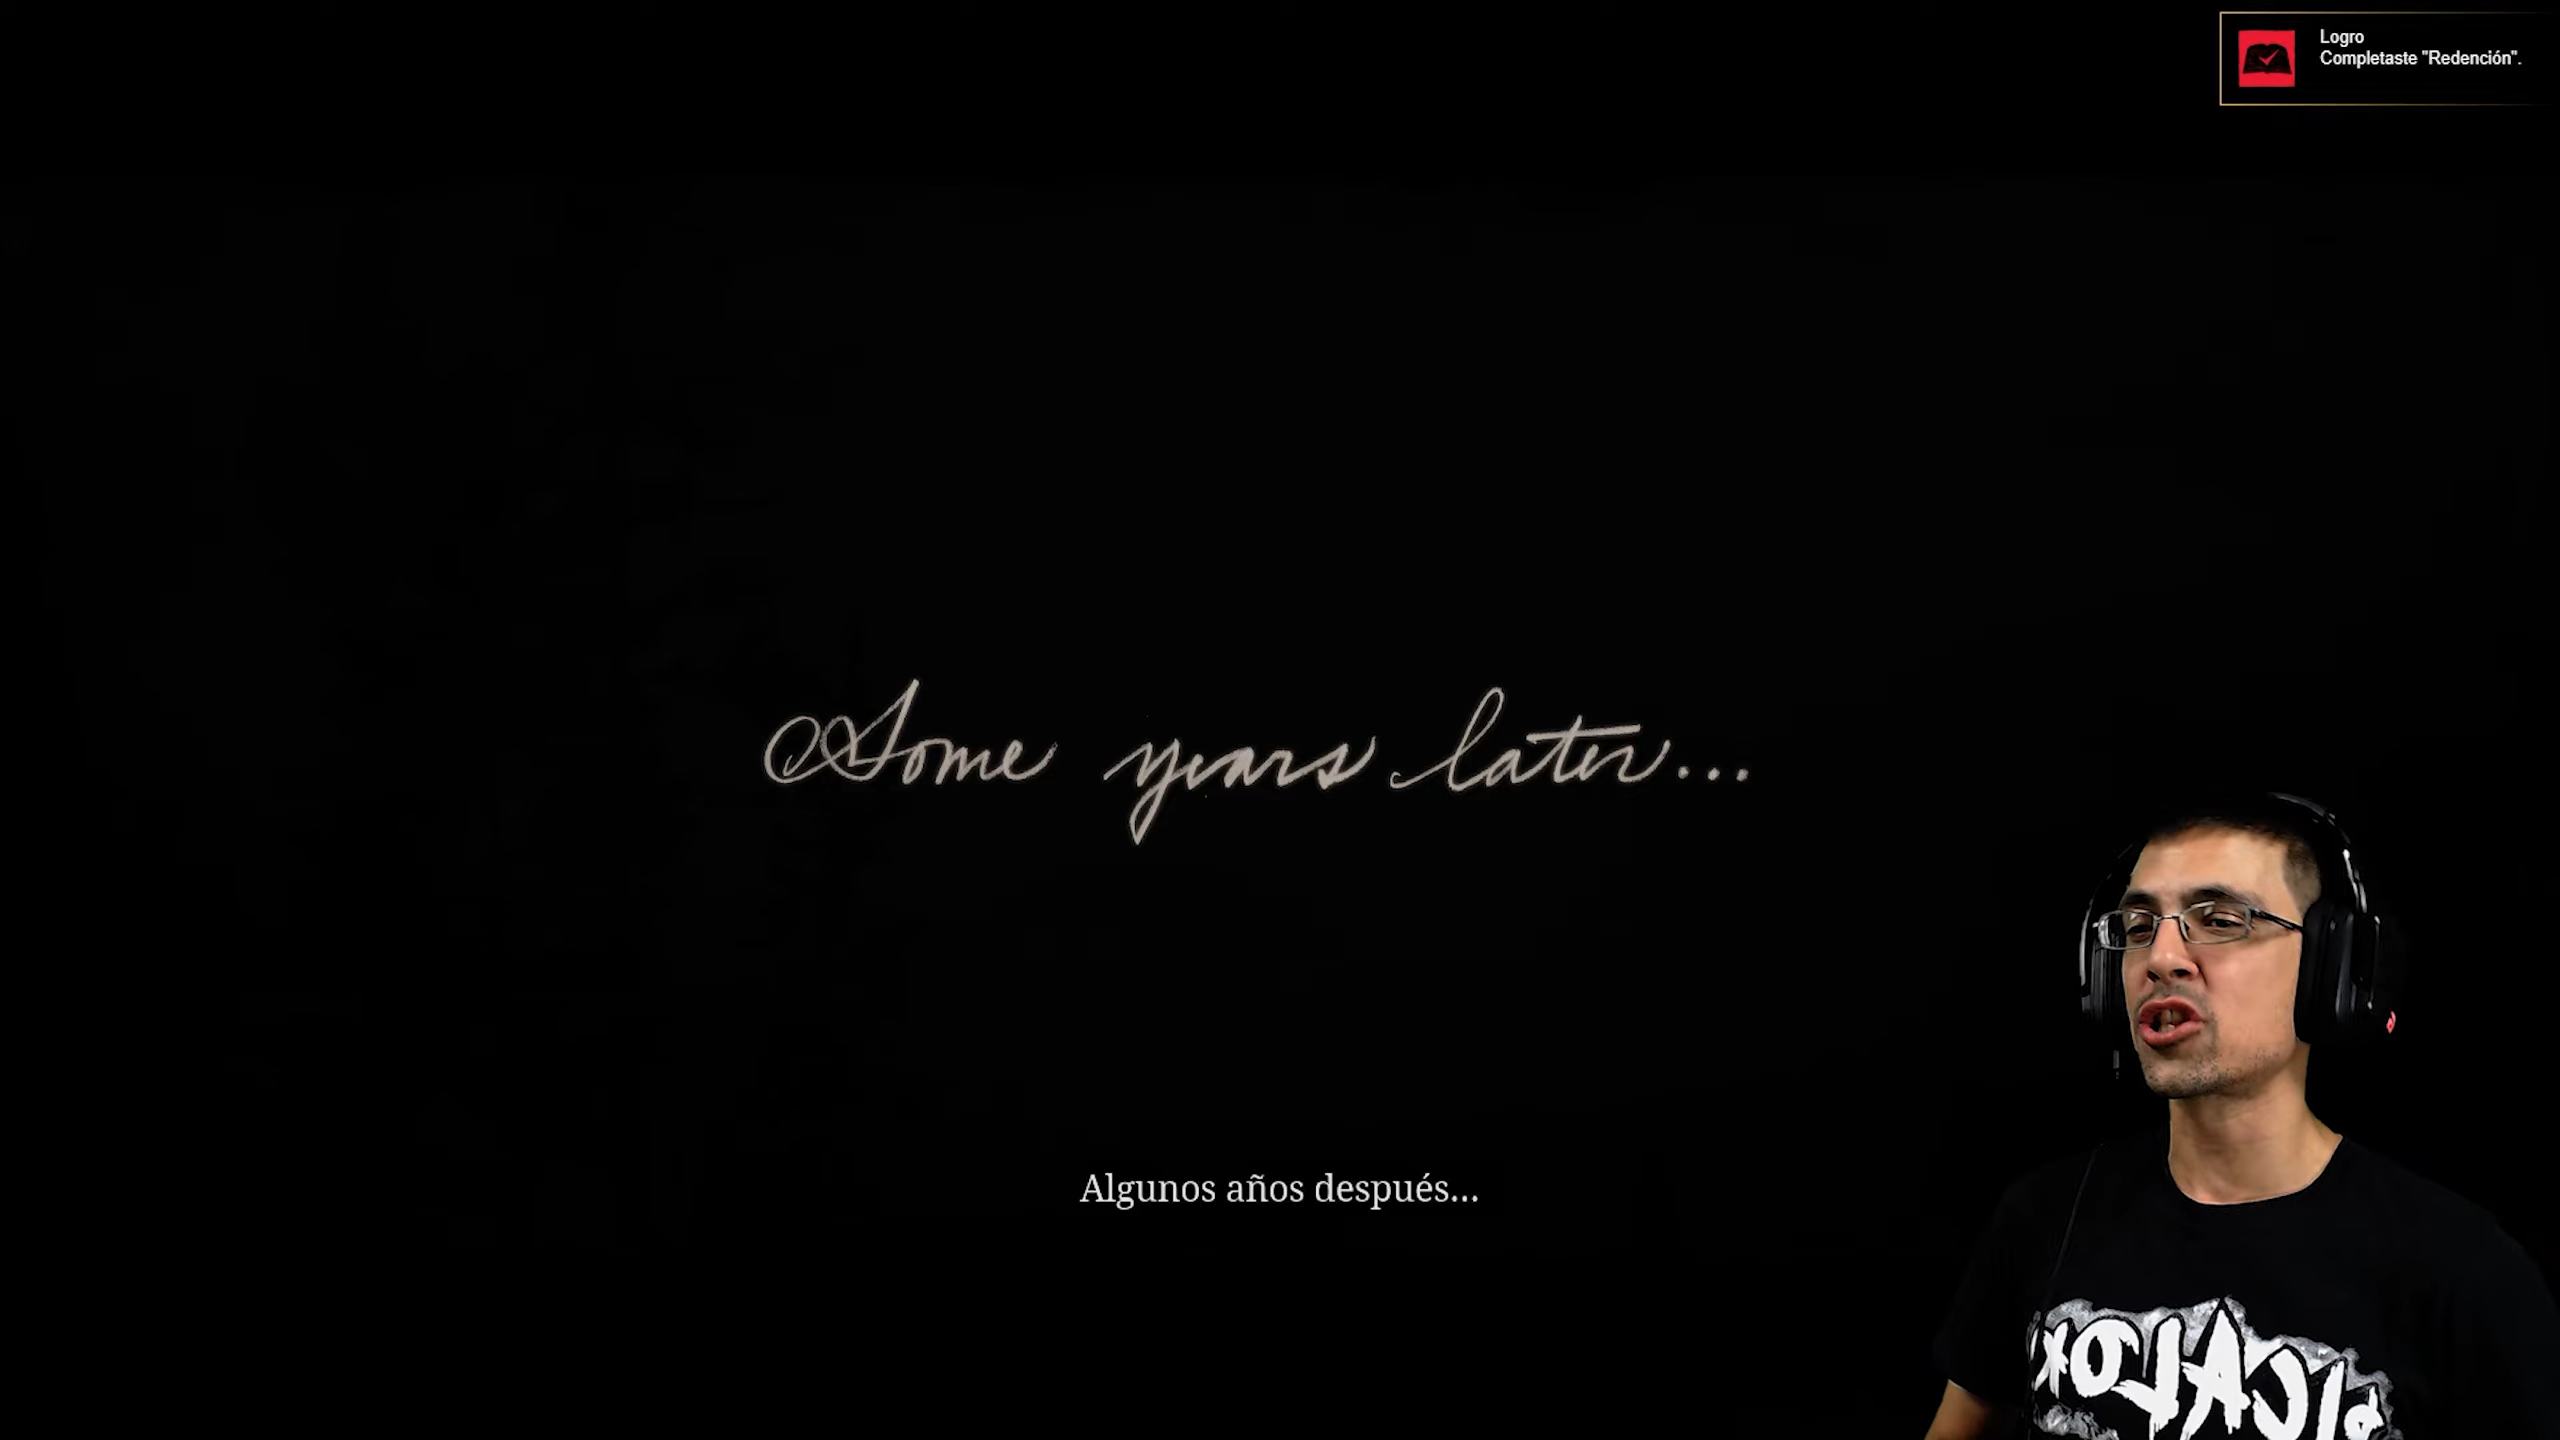 Logro
Completaste "Redención".
Some years later...
Algunos años después...